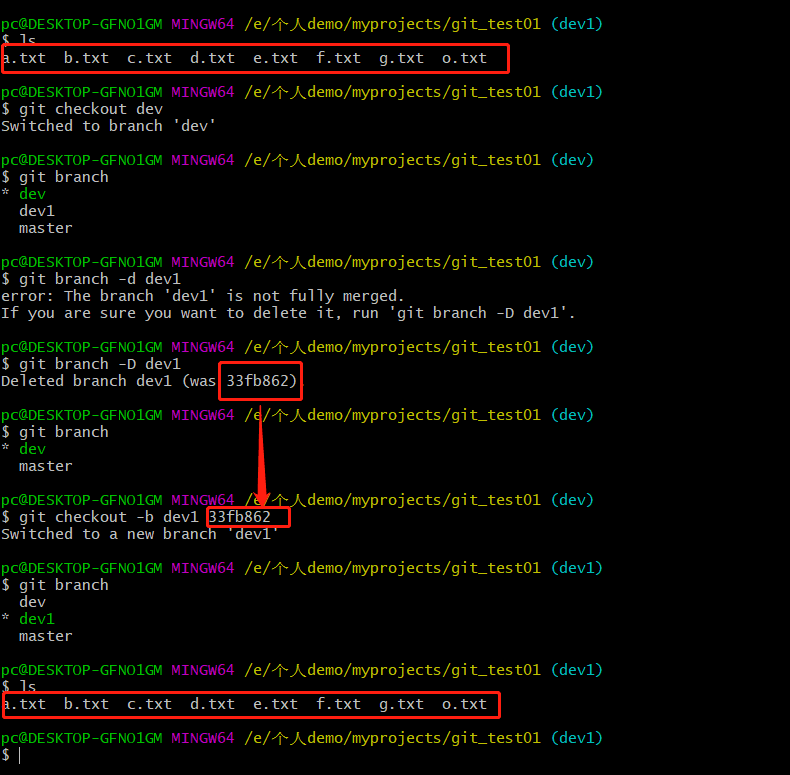 pc@DESKTOP-GFNO1GM MINGW64 /e/个人demo/myprojects/git_test01 (dev1)
$ ls
a.txt  b.txt  c.txt  d.txt  e.txt  f.txt  g.txt  o.txt
pc@DESKTOP-GFNO1GM MINGW64 /e/个人demo/myprojects/git_test01 (dev1)
$ git checkout dev
Switched to branch 'dev'
pc@DESKTOP-GFNO1GM MINGW64 /e/个人demo/myprojects/git_test01 (dev)
$ git branch
* dev
  dev1
  master
pc@DESKTOP-GFNO1GM MINGW64 /e/个人demo/myprojects/git_test01 (dev)
$ git branch -d dev1
error: The branch 'dev1' is not fully merged.
If you are sure you want to delete it, run 'git branch -D dev1'.
pc@DESKTOP-GFNO1GM MINGW64 /e/个人demo/myprojects/git_test01 (dev)
$ git branch -D dev1
Deleted branch dev1 (was 33fb862)
pc@DESKTOP-GFNO1GM MINGW64 /e/个人demo/myprojects/git_test01 (dev)
$ git branch
* dev
  master
pc@DESKTOP-GFNO1GM MINGW64 /e/个人demo/myprojects/git_test01 (dev)
$ git checkout -b dev1 33fb862
Switched to a new branch 'dev1'
pc@DESKTOP-GFNO1GM MINGW64 /e/个人demo/myprojects/git_test01 (dev1)
$ git branch
  dev
* dev1
  master
pc@DESKTOP-GFNO1GM MINGW64 /e/个人demo/myprojects/git_test01 (dev1)
$ ls
a.txt  b.txt  c.txt  d.txt  e.txt  f.txt  g.txt  o.txt
pc@DESKTOP-GFNO1GM MINGW64 /e/个人demo/myprojects/git_test01 (dev1)
$